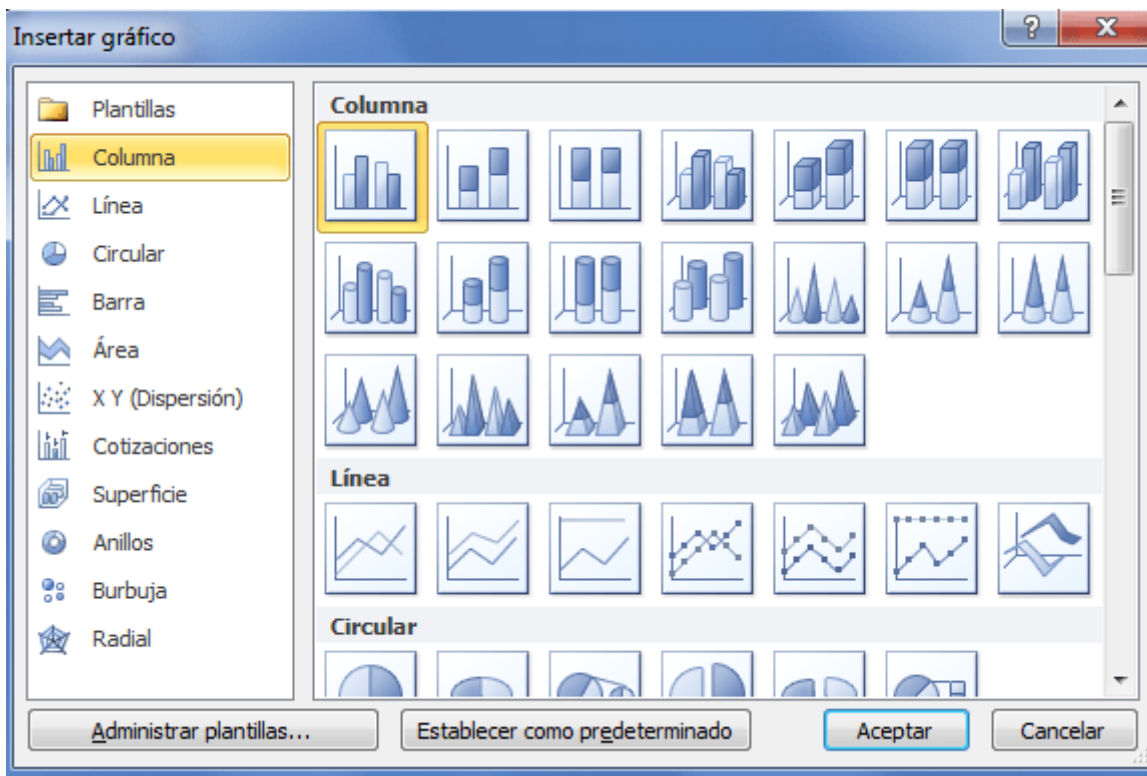 Insertar gráfico
Plantillas
Columna
Línea
Circular
Barra
Área
X Y (Dispersión)
Cotizaciones
Superficie
Anillos
Burbuja
Radial
Columna
Línea
Circular
Administrar plantillas...
Establecer como predeterminado
Aceptar
Cancelar